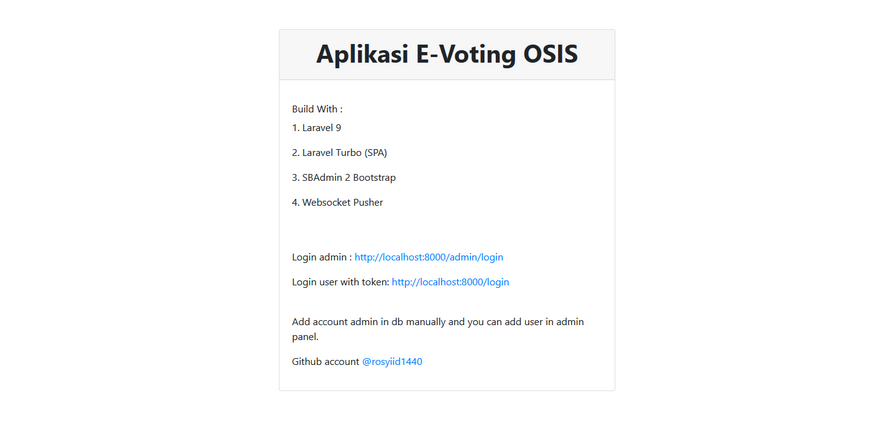 Aplikasi E-Voting OSIS
Build With :
1. Laravel 9
2. Laravel Turbo (SPA)
3. SBAdmin 2 Bootstrap
4. Websocket Pusher
Login admin : http://localhost:8000/admin/login
Login user with token: http://localhost:8000/login
Add account admin in db manually and you can add user in admin
panel.
Github account @rosyiid1440